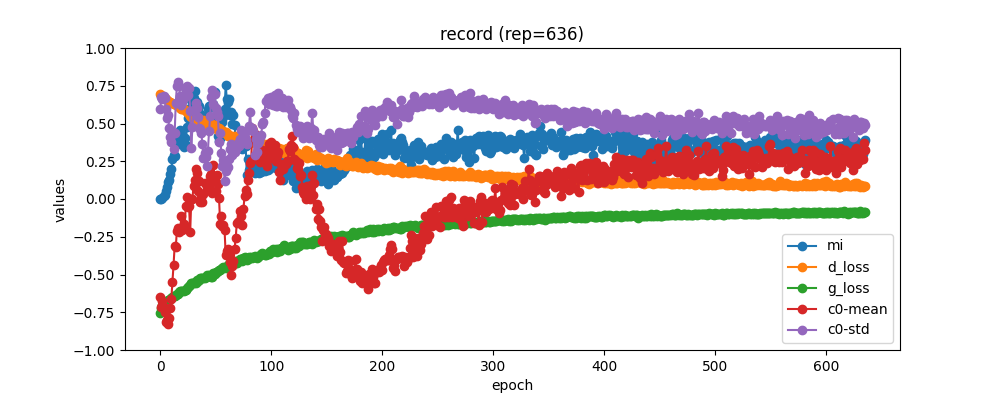 record (rep=636)
1.00
0.75
0.50
0.25
0.00
−0.25
−0.50
−0.75
−1.00
values
0 100 200 300 400 500 600
epoch
mi
d_loss
g_loss
c0-mean
c0-std